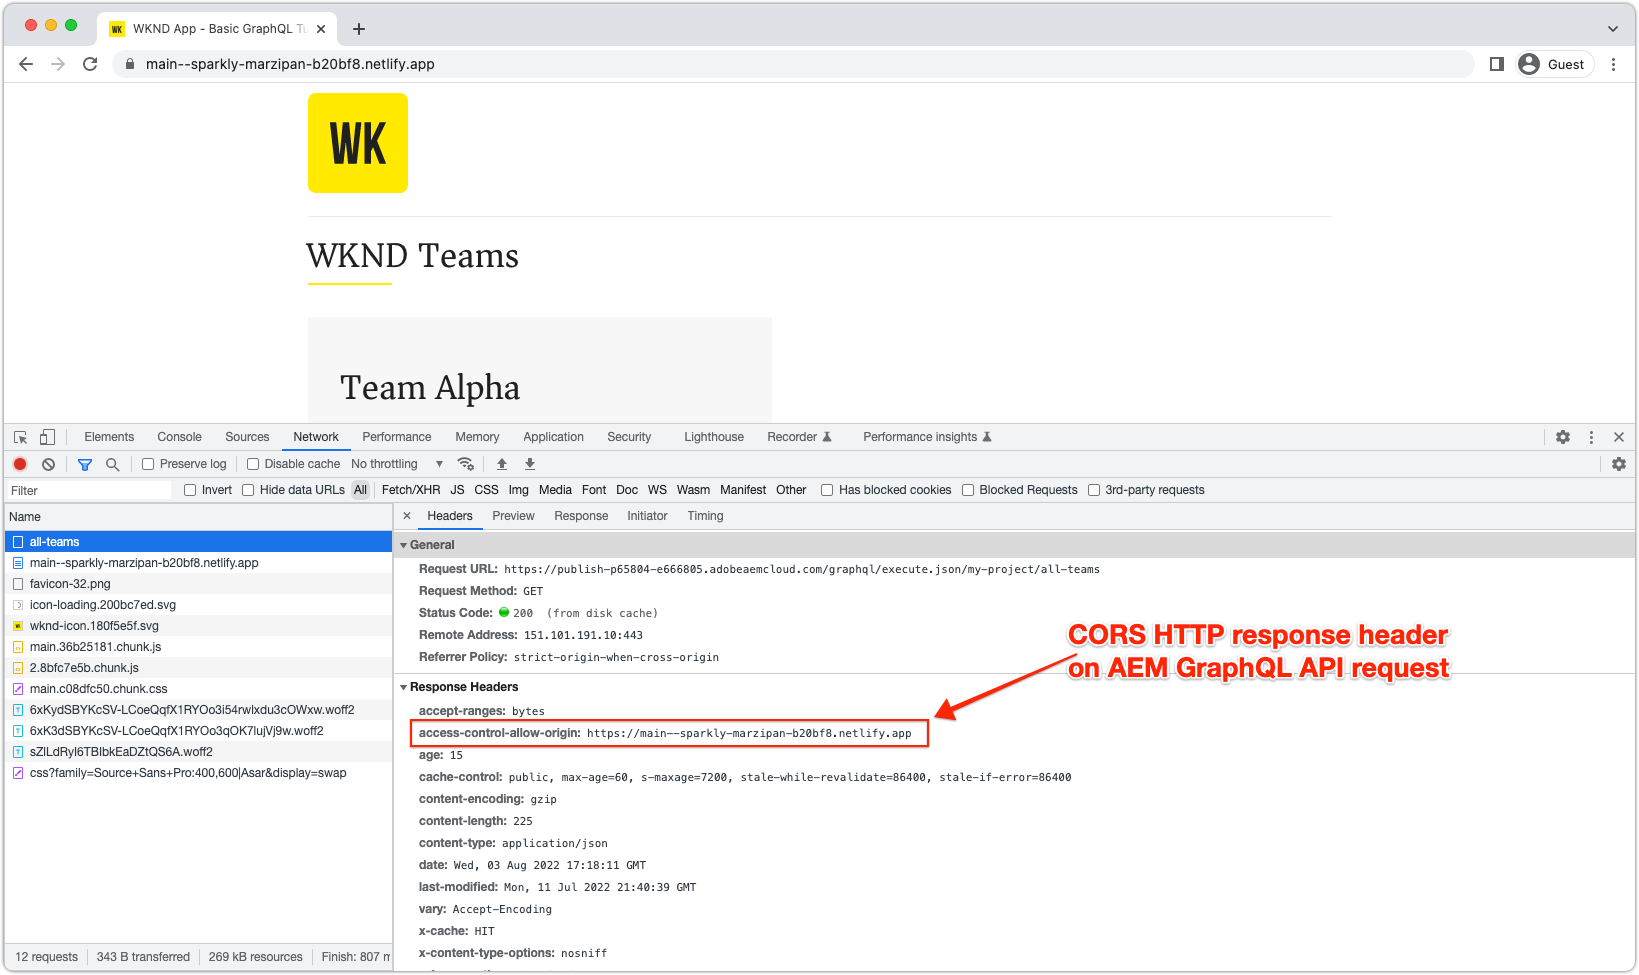 WK WKND App - Basic GraphQL Tu
main--sparkly-marzipan-b20bf8.netlify.app Guest
WK
WKND Teams
Team Alpha
Elements Console Sources Network Performance Memory Application Security Lighthouse Recorder Performance insights
Preserve log Disable cache No throttling
Filter Invert Hide data URLs All Fetch/XHR JS CSS Img Media Font Doc WS Wasm Manifest Other Has blocked cookies Blocked Requests 3rd-party requests
Name
all-teams
main--sparkly-marzipan-b20bf8.netlify.app
favicon-32.png
icon-loading.200bc7ed.svg
wknd-icon.180f5e5f.svg
main.36b25181.chunk.js
2.8bfc7e5b.chunk.js
main.c08dfc50.chunk.css
6xKydSBYKcSV-LCoeQqfX1RYOo3i54rwlxdu3cOWxw.woff2
6xK3dSBYKcSV-LCoeQqfX1RYOo3qOK7lujVj9w.woff2
sZlLdRyI6TBIbkEaDZtQS6A.woff2
css?family=Source+Sans+Pro:400,600|Asar&display=swap
12 requests 343 B transferred 269 kB resources Finish: 807 m
Headers Preview Response Initiator Timing
General
Request URL: https://publish-p65804-e666805.adobeaemcloud.com/graphql/execute.json/my-project/all-teams
Request Method: GET
Status Code: 200 (from disk cache)
Remote Address: 151.101.191.10:443
Referrer Policy: strict-origin-when-cross-origin
CORS HTTP response header
on AEM GraphQL API request
Response Headers
accept-ranges: bytes
access-control-allow-origin: https://main--sparkly-marzipan-b20bf8.netlify.app
age: 15
cache-control: public, max-age=60, s-maxage=7200, stale-while-revalidate=86400, stale-if-error=86400
content-encoding: gzip
content-length: 225
content-type: application/json
date: Wed, 03 Aug 2022 17:18:11 GMT
last-modified: Mon, 11 Jul 2022 21:40:39 GMT
vary: Accept-Encoding
x-cache: HIT
x-content-type-options: nosniff